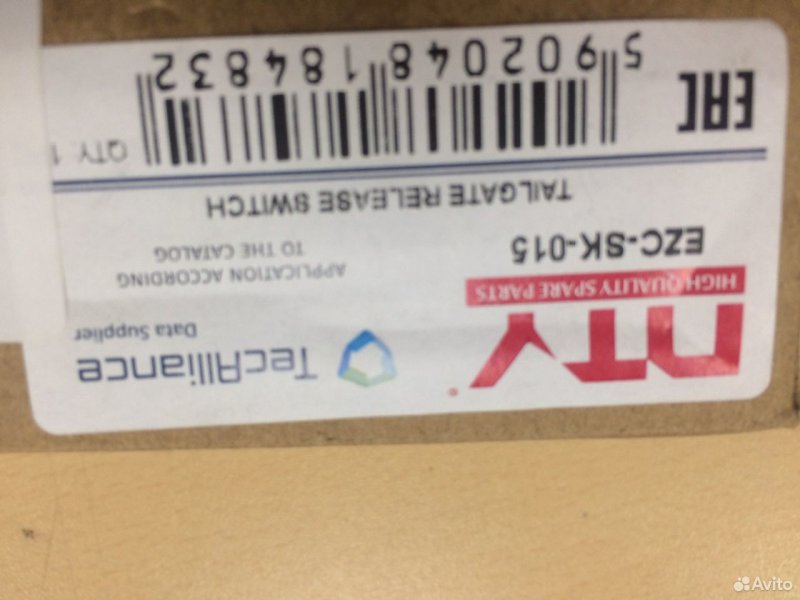 nTY®
HIGH QUALITY SPARE PARTS
TecAlliance
Data Supplier
EZC-SK-015
APPLICATION ACCORDING
TO THE CATALOG
TAILGATE RELEASE SWITCH
EAC
5902048184832
QTY. 1
Avito